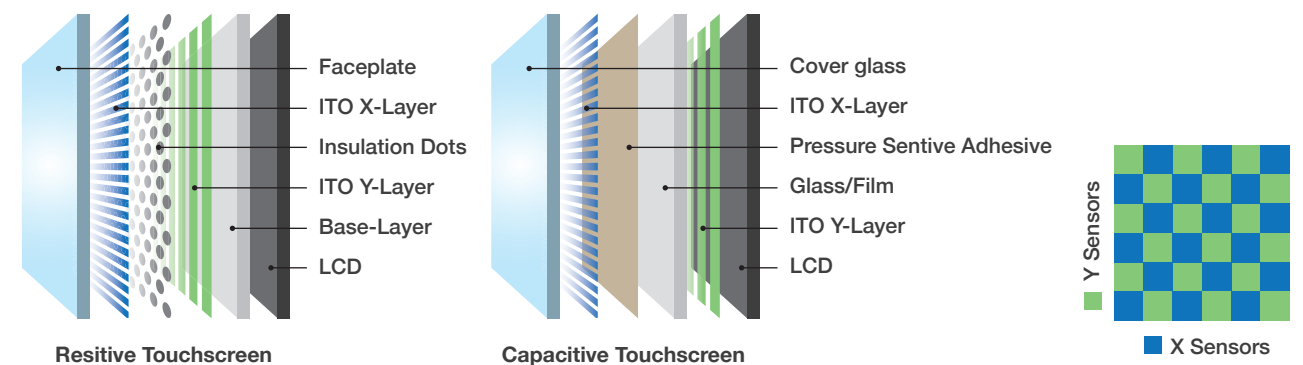 Faceplate
ITO X-Layer
Insulation Dots
ITO Y-Layer
Base-Layer
LCD
Resitive Touchscreen
Cover glass
ITO X-Layer
Pressure Sentive Adhesive
Glass/Film
ITO Y-Layer
LCD
Capacitive Touchscreen
Y Sensors
X Sensors